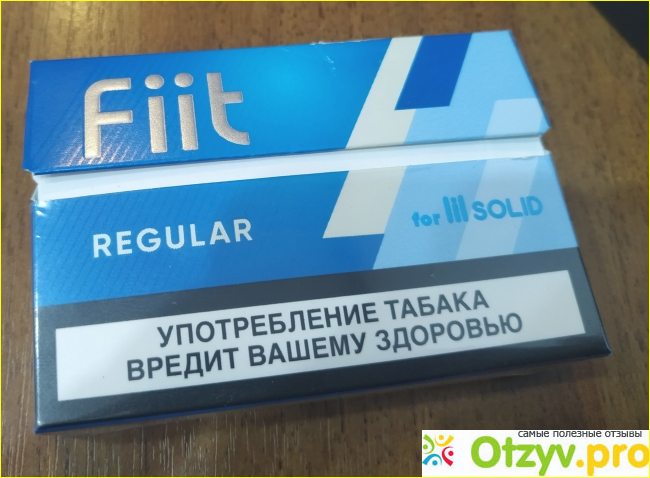 Fiit
REGULAR
for lil SOLID
УПОТРЕБЛЕНИЕ ТАБАКА
ВРЕДИТ ВАШЕМУ ЗДОРОВЬЮ
самые полезные отзывы
Otzyv.pro